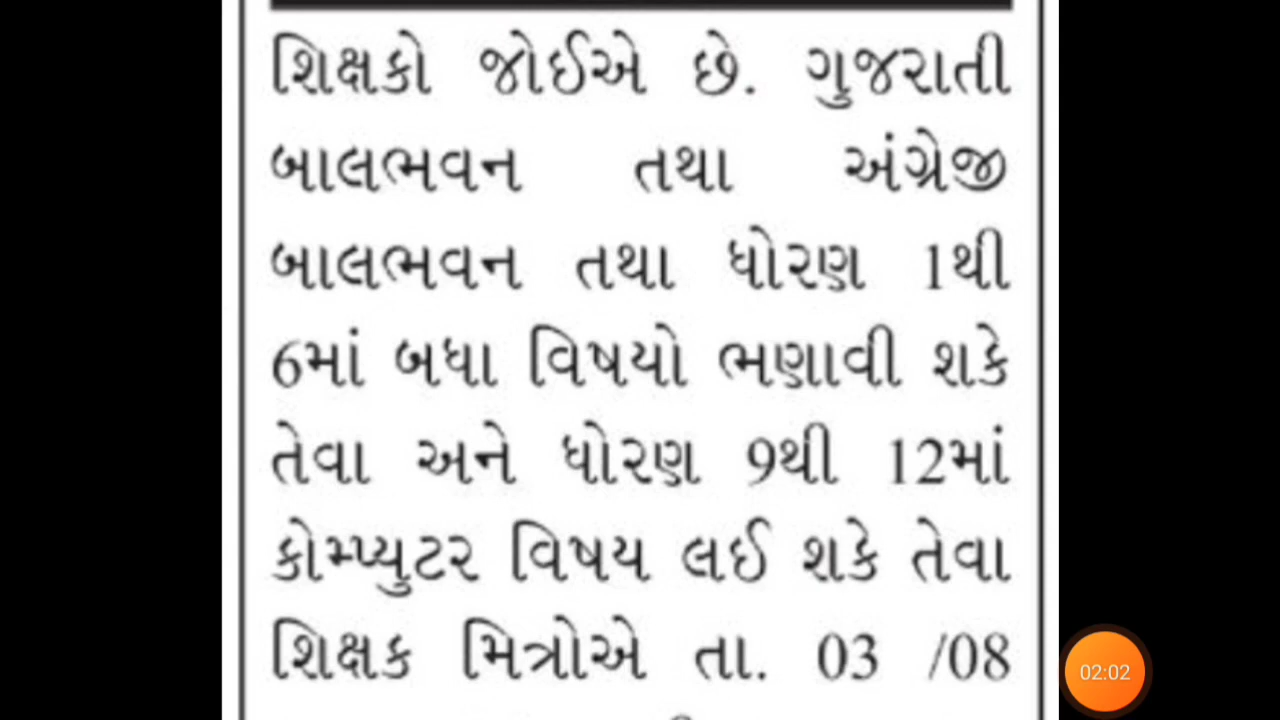 શિક્ષકો જોઈએ છે. ગુજરાતી
બાલભવન તથા અંગ્રેજી
બાલભવન તથા ધોરણ 1થી
6માં બધા વિષયો ભણાવી શકે
તેવા અને ધોરણ 9થી 12માં
કોમ્પ્યુટર વિષય લઈ શકે તેવા
શિક્ષક મિત્રોએ તા. 03 /08
02:02